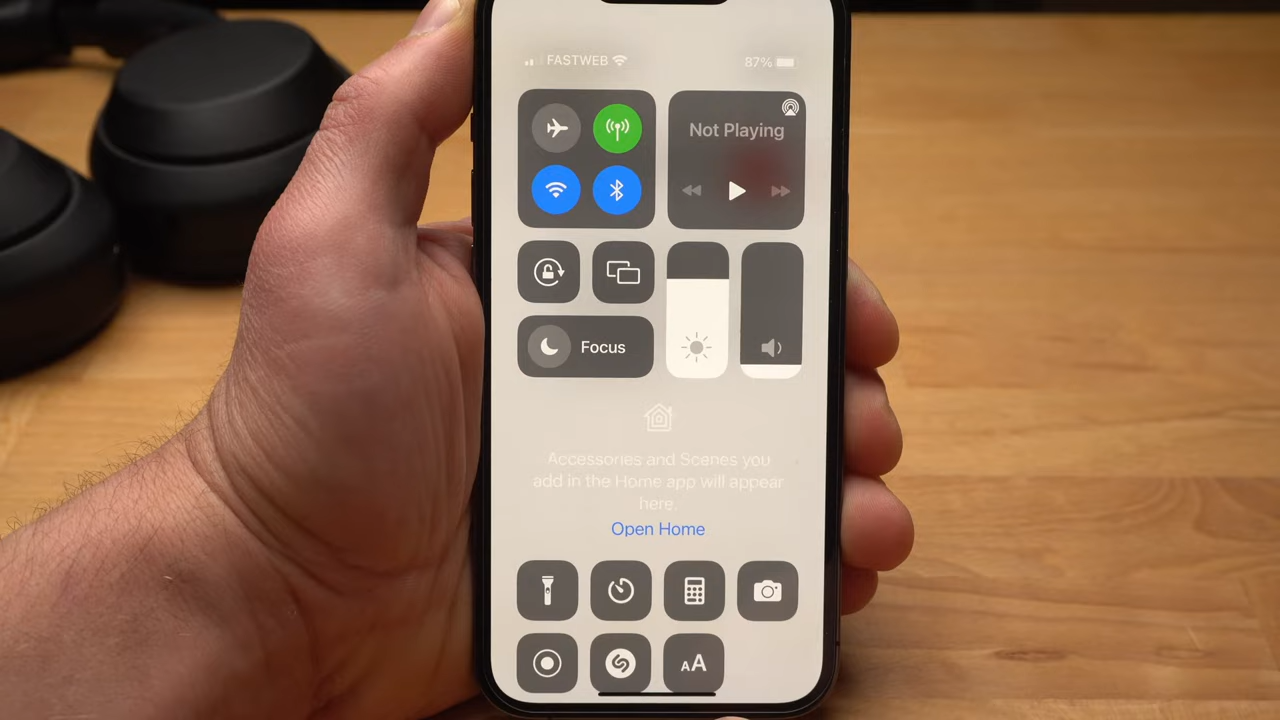 FASTWEB
87%
Not Playing
Focus
Accessories and Scenes you
add in the Home app will appear
here.
Open Home
AA